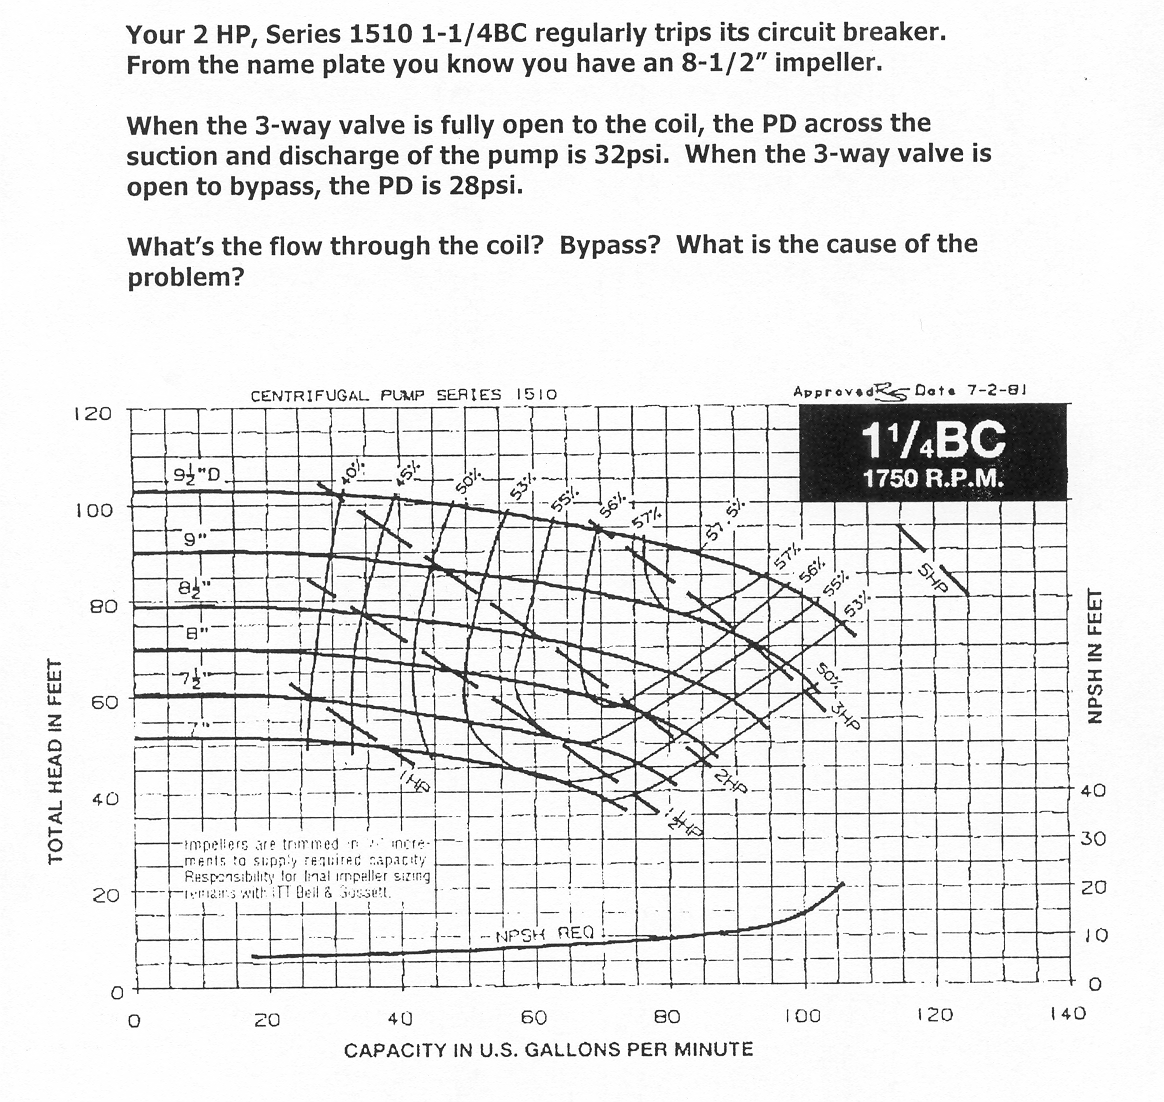 Your 2 HP, Series 1510 1-1/4BC regularly trips its circuit breaker.
From the name plate you know you have an 8-1/2” impeller.
When the 3-way valve is fully open to the coil, the PD across the
suction and discharge of the pump is 32psi.  When the 3-way valve is
open to bypass, the PD is 28psi.
What’s the flow through the coil?  Bypass?  What is the cause of the
problem?
CENTRIFUGAL PUMP SERIES 1510
Approved Date 7-2-81
1 1/4 BC
1750 R.P.M.
120
100
80
60
40
20
0
TOTAL HEAD IN FEET
9½"D
9"
8½"
8"
7½"
7"
40%
45%
50%
53%
55%
56%
57%
57.5%
57%
56%
55%
53%
50%
5HP
3HP
2HP
1½HP
1HP
Impellers are trimmed in incre-
ments to supply required capacity
Responsibility for final impeller sizing
remains with ITT Bell & Gossett.
NPSH REQ
NPSH IN FEET
40
30
20
10
0
0 20 40 60 80 100 120 140
CAPACITY IN U.S. GALLONS PER MINUTE